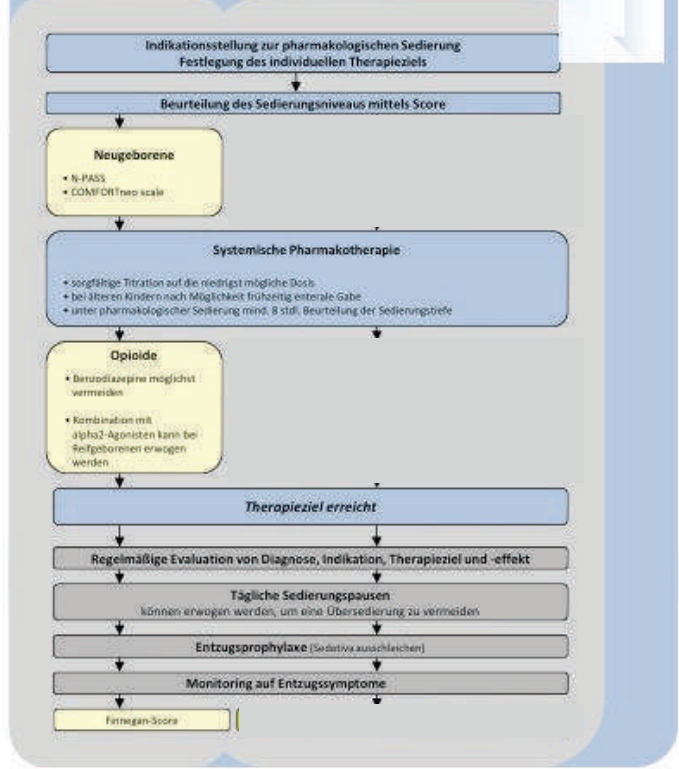 Indikationsstellung zur pharmakologischen Sedierung
Festlegung des individuellen Therapieziels
Beurteilung des Sedierungsniveaus mittels Score
Neugeborene
• N-PASS
• COMFORTneo scale
Systemische Pharmakotherapie
• sorgfältige Titration auf die niedrigst mögliche Dosis
• bei älteren Kindern nach Möglichkeit frühzeitig enterale Gabe
• unter pharmakologischer Sedierung mind. 8 stdl. Beurteilung der Sedierungstiefe
Opioide
• Benzodiazepine möglichst
vermeiden
• Kombination mit
alpha2-Agonisten kann bei
Reifgeborenen erwogen
werden
Therapieziel erreicht
Regelmäßige Evaluation von Diagnose, Indikation, Therapieziel und -effekt
Tägliche Sedierungspausen
können erwogen werden, um eine Übersedierung zu vermeiden
Entzugsprophylaxe (Sedativa ausschleichen)
Monitoring auf Entzugssymptome
Finnegan-Score